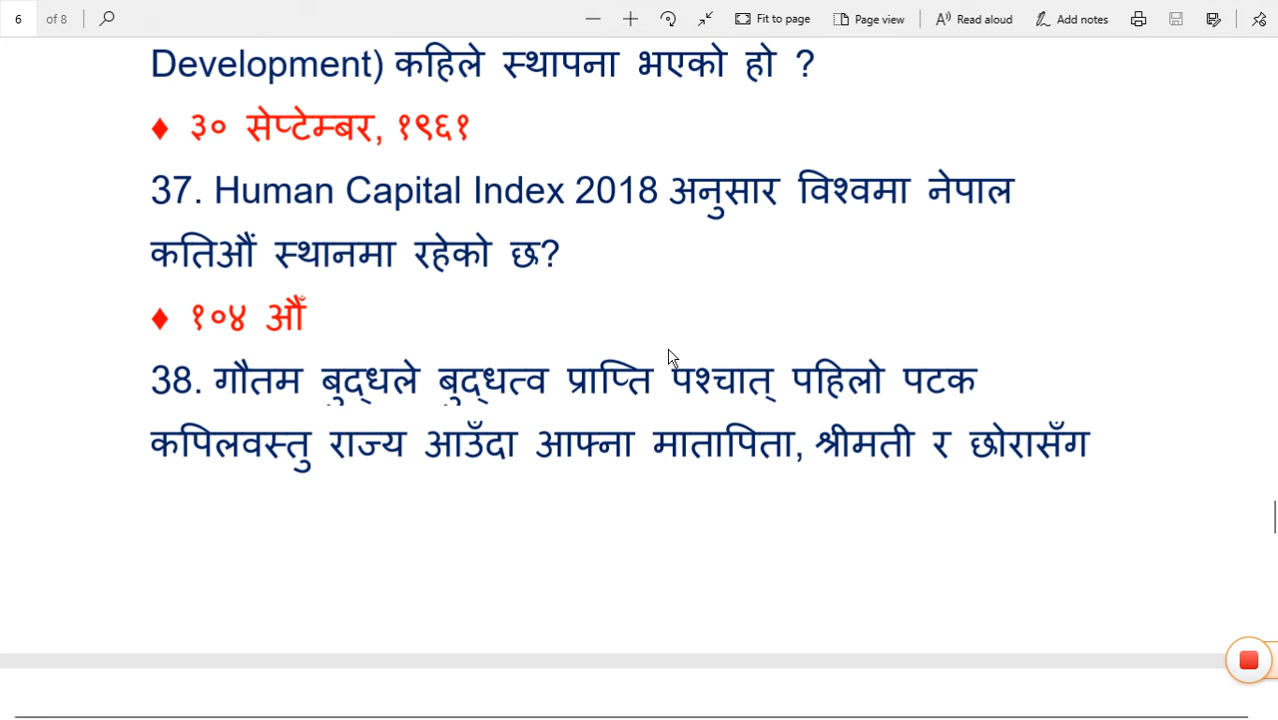 6 of 8 Fit to page Page view Read aloud Add notes
Development) कहिले स्थापना भएको हो ?
♦ ३० सेप्टेम्बर, १९६१
37. Human Capital Index 2018 अनुसार विश्वमा नेपाल
कतिऔं स्थानमा रहेको छ?
♦ १०४ औँ
38. गौतम बुद्धले बुद्धत्व प्राप्ति पश्चात् पहिलो पटक
कपिलवस्तु राज्य आउँदा आफ्ना मातापिता, श्रीमती र छोरासँग